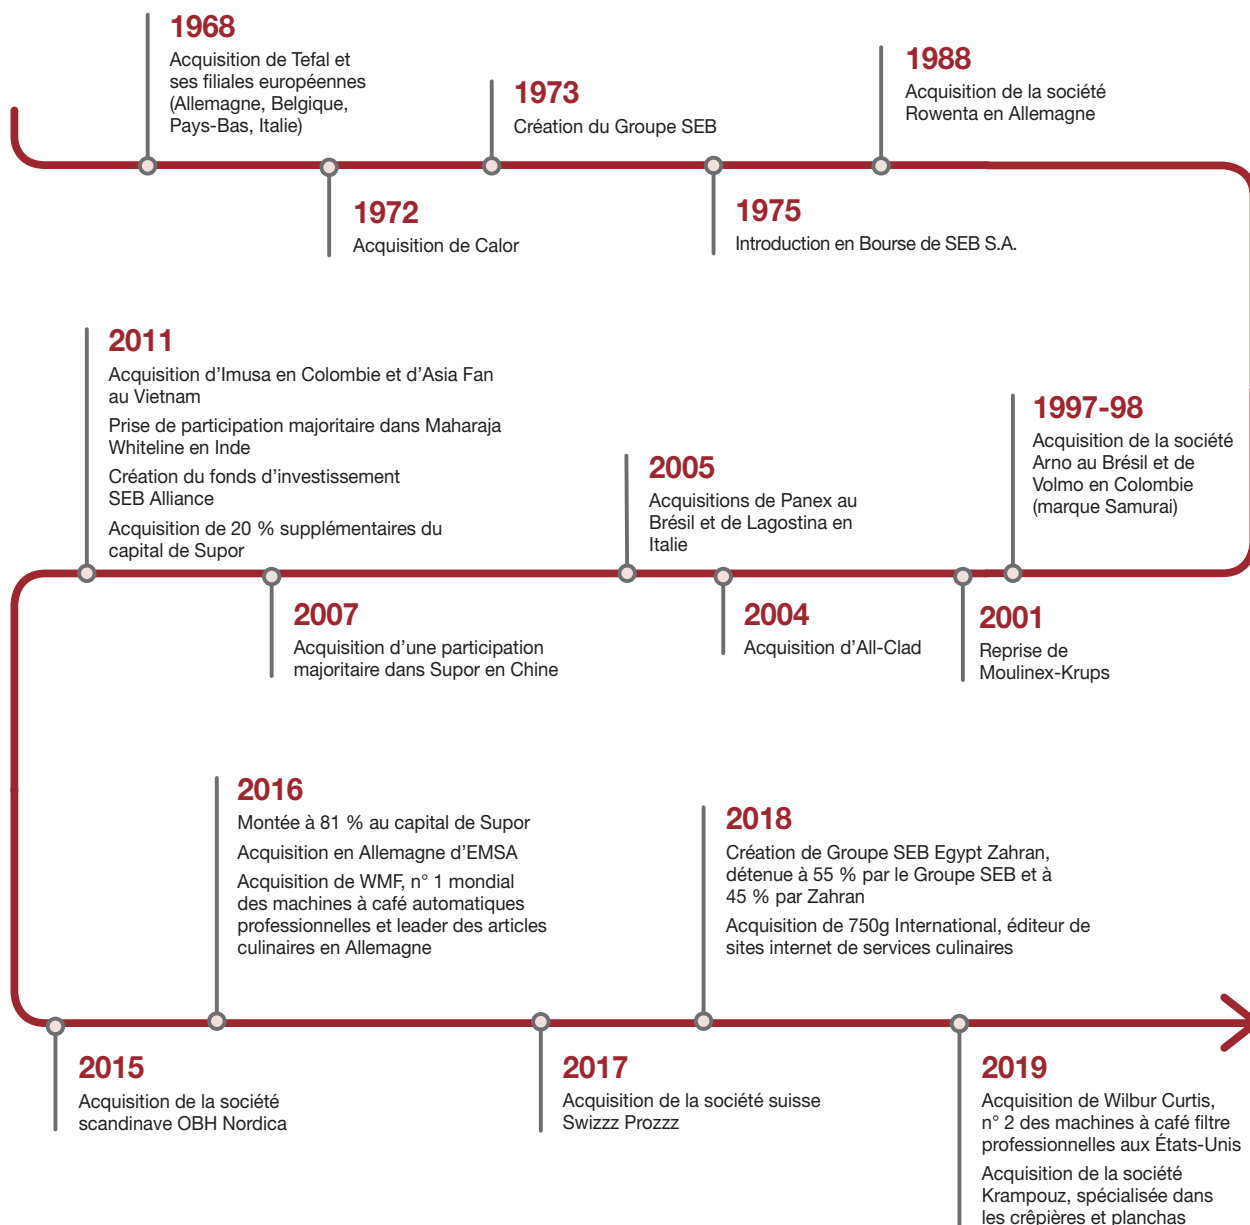 1968
Acquisition de Tefal et
ses filiales européennes
(Allemagne, Belgique,
Pays-Bas, Italie)
1972
Acquisition de Calor
1973
Création du Groupe SEB
1975
Introduction en Bourse de SEB S.A.
1988
Acquisition de la société
Rowenta en Allemagne
1997-98
Acquisition de la société
Arno au Brésil et de
Volmo en Colombie
(marque Samurai)
2001
Reprise de
Moulinex-Krups
2004
Acquisition d’All-Clad
2005
Acquisitions de Panex au
Brésil et de Lagostina en
Italie
2007
Acquisition d’une participation
majoritaire dans Supor en Chine
2011
Acquisition d’Imusa en Colombie et d’Asia Fan
au Vietnam
Prise de participation majoritaire dans Maharaja
Whiteline en Inde
Création du fonds d’investissement
SEB Alliance
Acquisition de 20 % supplémentaires du
capital de Supor
2015
Acquisition de la société
scandinave OBH Nordica
2016
Montée à 81 % au capital de Supor
Acquisition en Allemagne d’EMSA
Acquisition de WMF, n° 1 mondial
des machines à café automatiques
professionnelles et leader des articles
culinaires en Allemagne
2017
Acquisition de la société suisse
Swizzz Prozzz
2018
Création de Groupe SEB Egypt Zahran,
détenue à 55 % par le Groupe SEB et à
45 % par Zahran
Acquisition de 750g International, éditeur de
sites internet de services culinaires
2019
Acquisition de Wilbur Curtis,
n° 2 des machines à café filtre
professionnelles aux États-Unis
Acquisition de la société
Krampouz, spécialisée dans
les crêpières et planchas